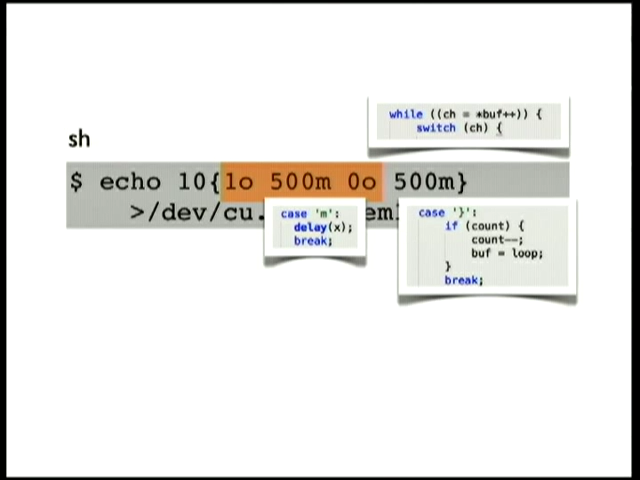 while ((ch = *buf++)) {
switch (ch) {
sh
$ echo 10{1o 500m 0o 500m}
>/dev/cu.
case 'm':
delay(x);
break;
case '}':
if (count) {
count--;
buf = loop;
}
break;